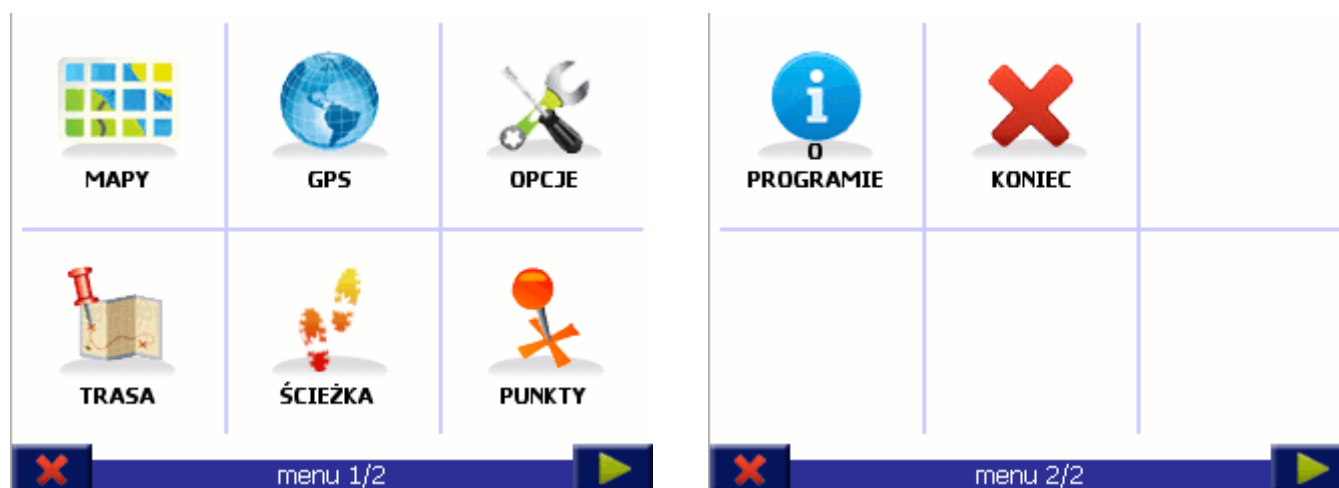 MAPY
GPS
OPCJE
TRASA
ŚCIEŻKA
PUNKTY
menu 1/2
O
PROGRAMIE
KONIEC
menu 2/2